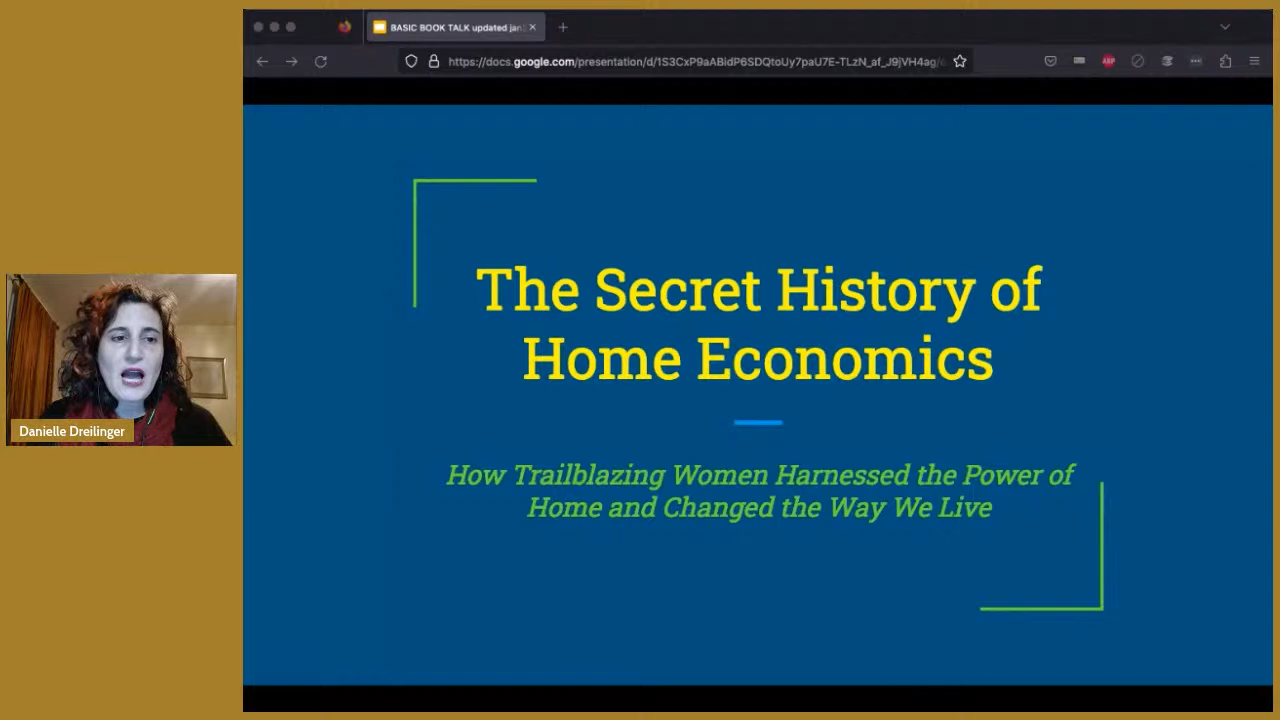 BASIC BOOK TALK updated jan
https://docs.google.com/presentation/d/1S3CxP9aABidP6SDQtoUy7paU7E-TLzN_af_J9jVH4ag/
ABP
The Secret History of
Home Economics
How Trailblazing Women Harnessed the Power of
Home and Changed the Way We Live
Danielle Dreilinger